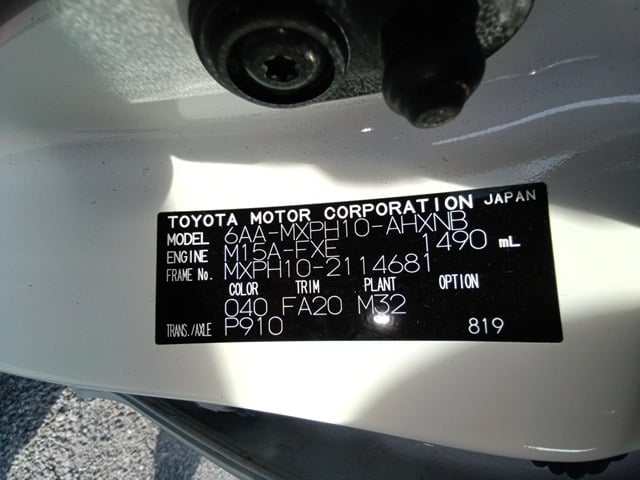 TOYOTA MOTOR CORPORATION JAPAN
MODEL 6AA-MXPH10-AHXNB
ENGINE M15A-FXE 1490 mL
FRAME No. MXPH10-2114681
COLOR TRIM PLANT OPTION
040 FA20 M32
TRANS./AXLE P910 819